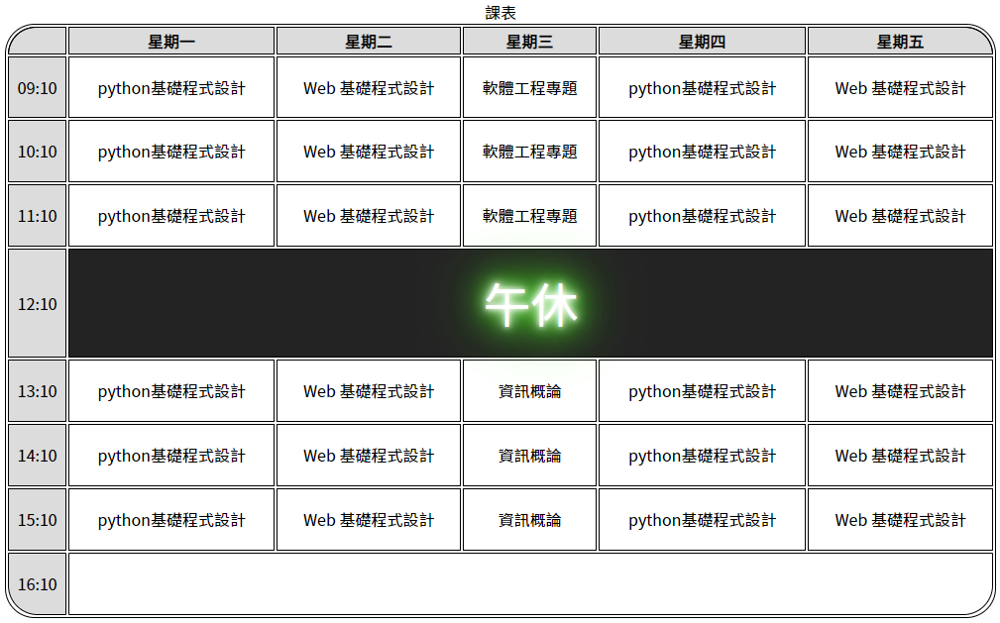 課表
星期一 星期二 星期三 星期四 星期五
09:10 python基礎程式設計 Web 基礎程式設計 軟體工程專題 python基礎程式設計 Web 基礎程式設計
10:10 python基礎程式設計 Web 基礎程式設計 軟體工程專題 python基礎程式設計 Web 基礎程式設計
11:10 python基礎程式設計 Web 基礎程式設計 軟體工程專題 python基礎程式設計 Web 基礎程式設計
12:10 午休
13:10 python基礎程式設計 Web 基礎程式設計 資訊概論 python基礎程式設計 Web 基礎程式設計
14:10 python基礎程式設計 Web 基礎程式設計 資訊概論 python基礎程式設計 Web 基礎程式設計
15:10 python基礎程式設計 Web 基礎程式設計 資訊概論 python基礎程式設計 Web 基礎程式設計
16:10